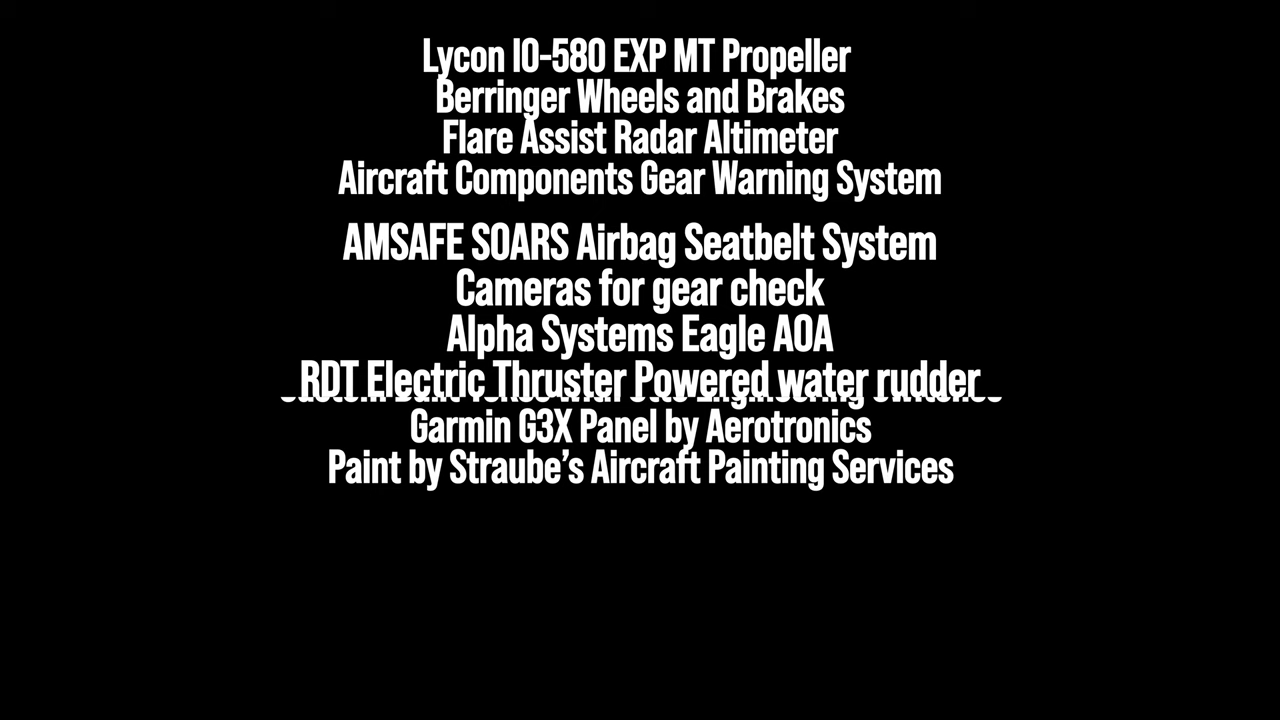 Lycon IO-580 EXP MT Propeller
Berringer Wheels and Brakes
Flare Assist Radar Altimeter
Aircraft Components Gear Warning System
AMSAFE SOARS Airbag Seatbelt System
Cameras for gear check
Alpha Systems Eagle AOA
RDT Electric Thruster Powered water rudder
Garmin G3X Panel by Aerotronics
Paint by Straube’s Aircraft Painting Services